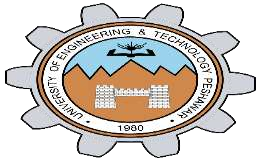 UNIVERSITY OF ENGINEERING & TECHNOLOGY PESHAWAR
1980